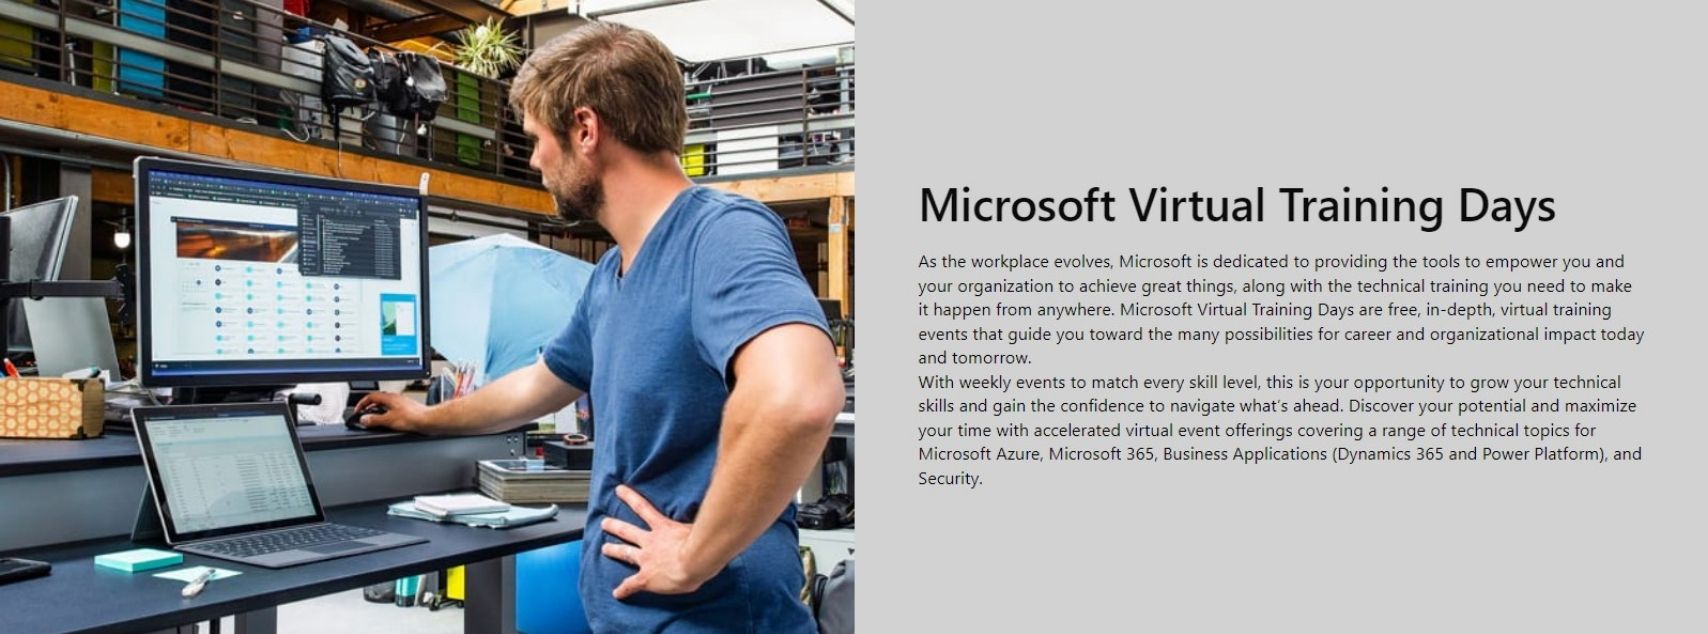 Microsoft Virtual Training Days
As the workplace evolves, Microsoft is dedicated to providing the tools to empower you and
your organization to achieve great things, along with the technical training you need to make
it happen from anywhere. Microsoft Virtual Training Days are free, in-depth, virtual training
events that guide you toward the many possibilities for career and organizational impact today
and tomorrow.
With weekly events to match every skill level, this is your opportunity to grow your technical
skills and gain the confidence to navigate what's ahead. Discover your potential and maximize
your time with accelerated virtual event offerings covering a range of technical topics for
Microsoft Azure, Microsoft 365, Business Applications (Dynamics 365 and Power Platform), and
Security.